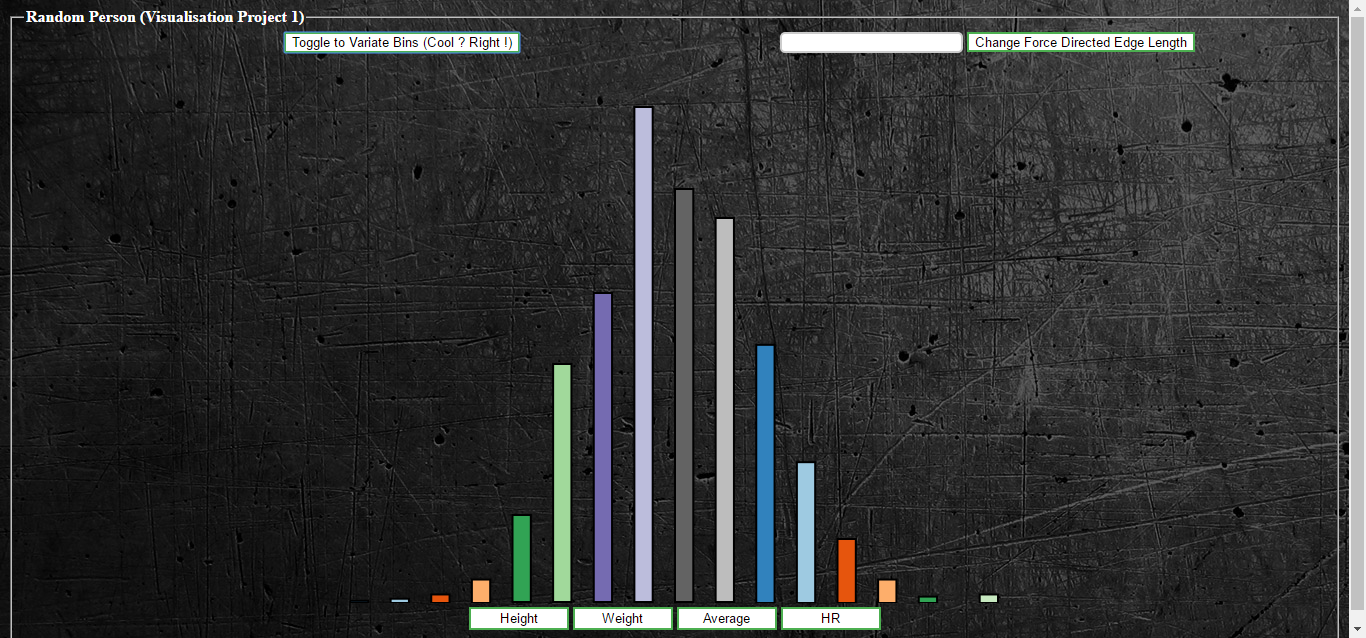 Random Person (Visualisation Project 1)
Toggle to Variate Bins (Cool ? Right !) Change Force Directed Edge Length
Height Weight Average HR